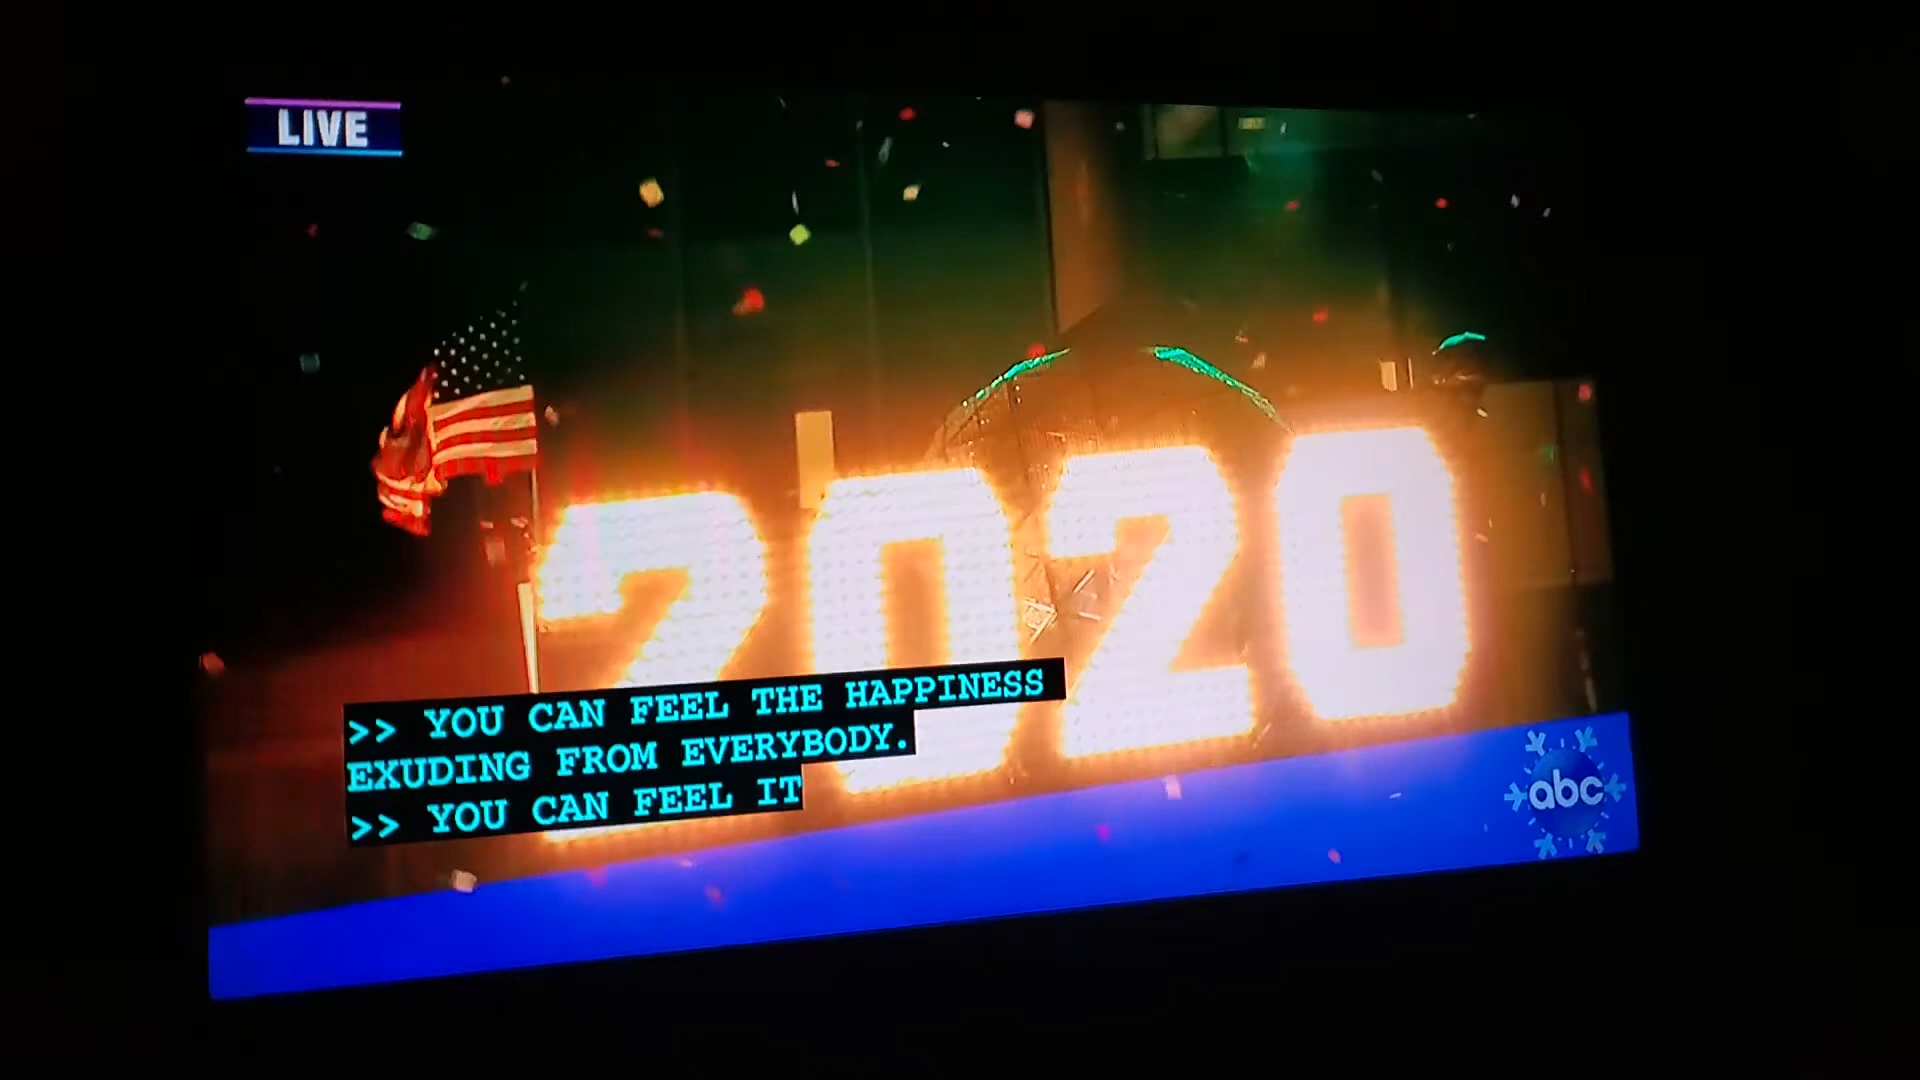 LIVE
2020
>> YOU CAN FEEL THE HAPPINESS
EXUDING FROM EVERYBODY.
>> YOU CAN FEEL IT
abc